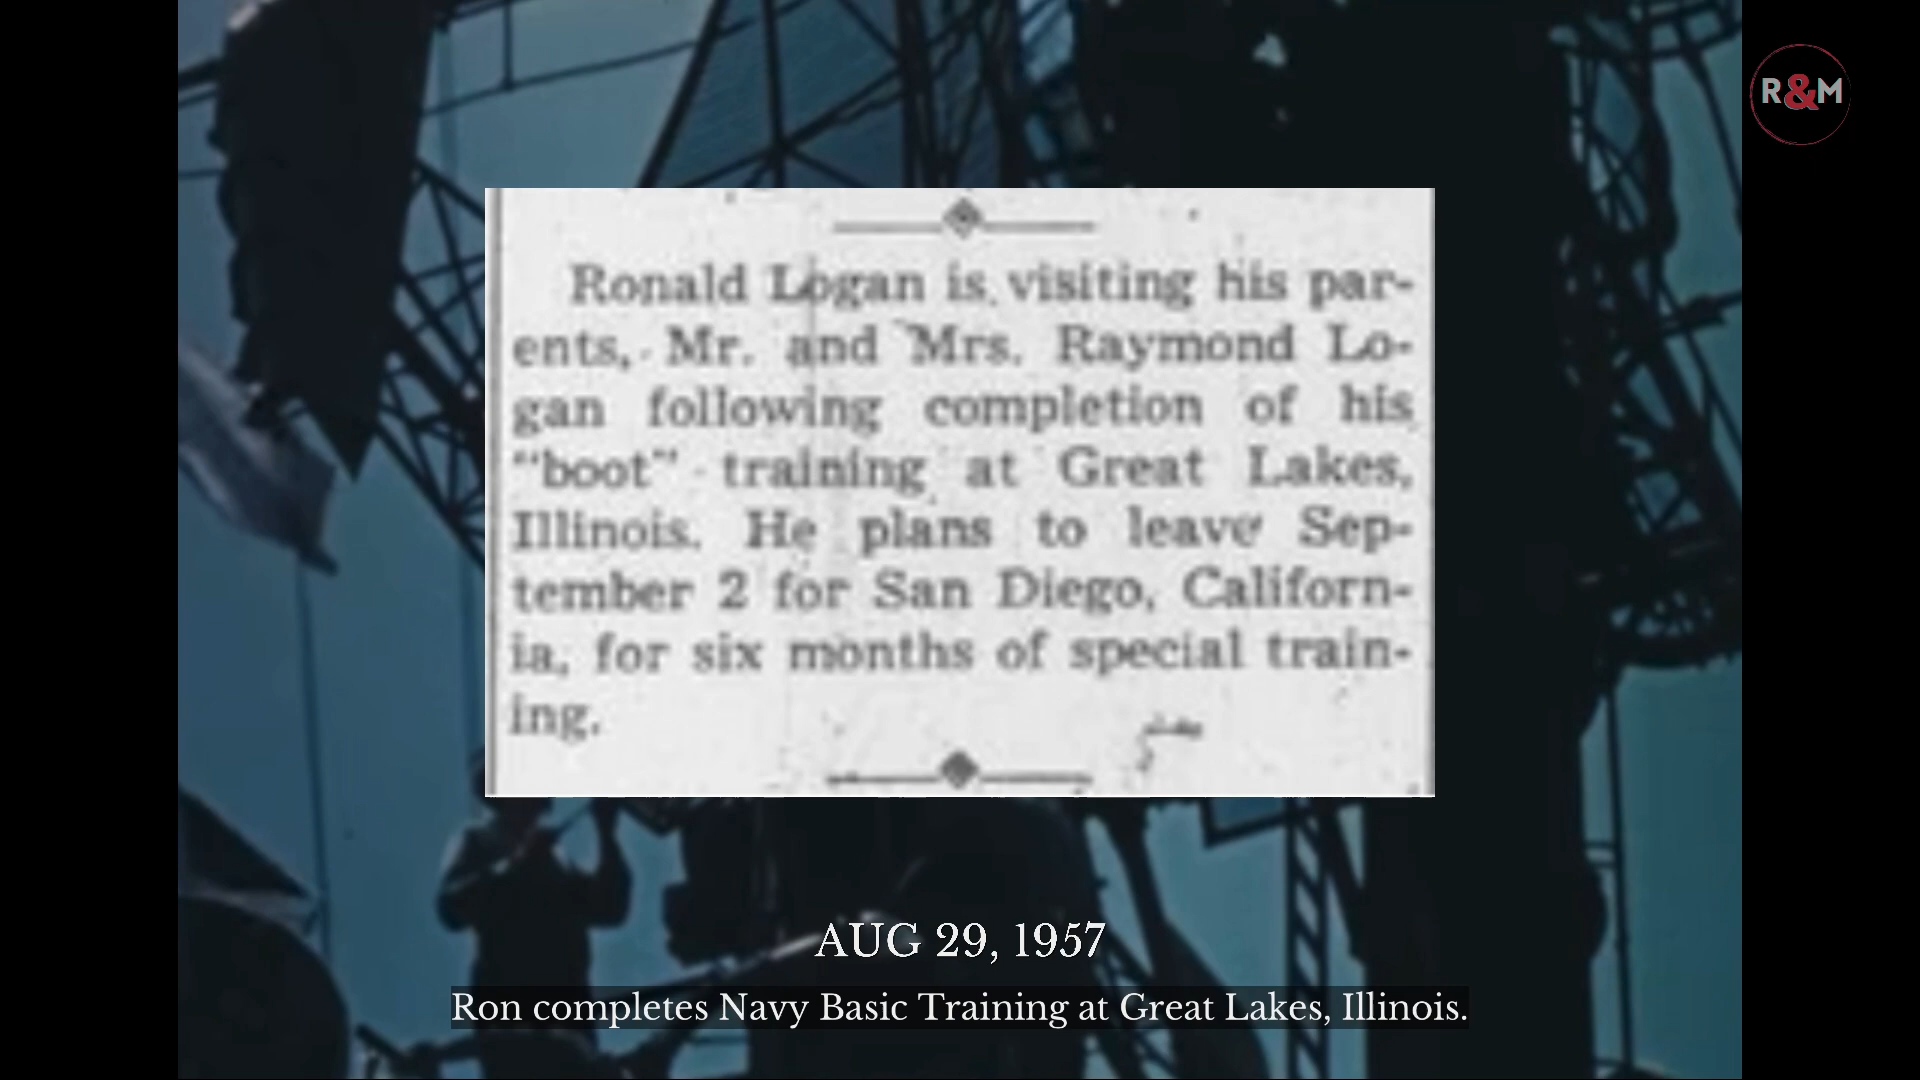 R&M
Ronald Logan is visiting his par-
ents, Mr. and Mrs. Raymond Lo-
gan following completion of his
"boot" training at Great Lakes,
Illinois. He plans to leave Sep-
tember 2 for San Diego, Californ-
ia, for six months of special train-
ing.
AUG 29, 1957
Ron completes Navy Basic Training at Great Lakes, Illinois.